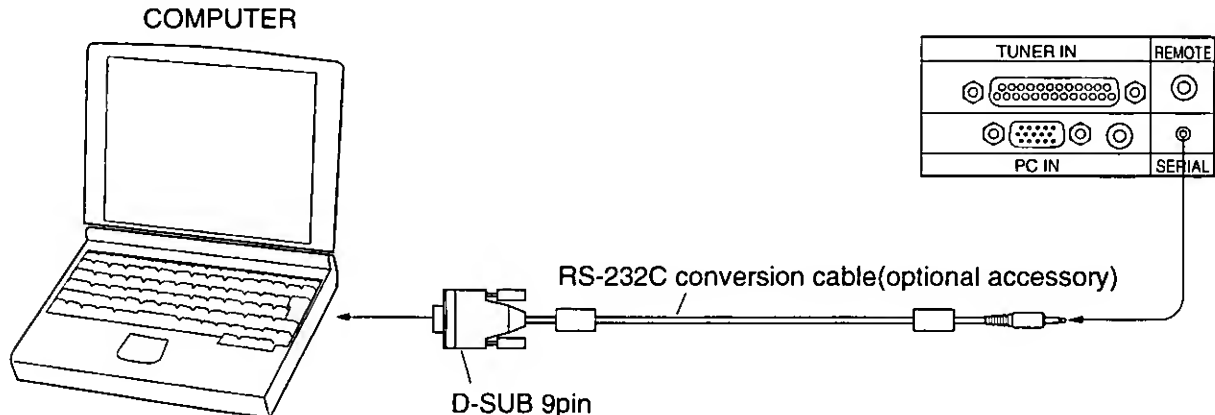 COMPUTER
TUNER IN
REMOTE
PC IN
SERIAL
RS-232C conversion cable(optional accessory)
D-SUB 9pin